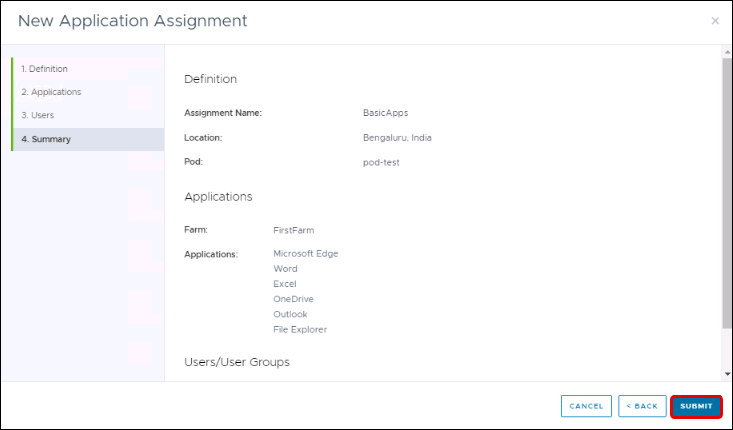 New Application Assignment
×
1. Definition
2. Applications
3. Users
4. Summary
Definition
Assignment Name: BasicApps
Location: Bengaluru, India
Pod: pod-test
Applications
Farm: FirstFarm
Applications: Microsoft Edge
Word
Excel
OneDrive
Outlook
File Explorer
Users/User Groups
CANCEL < BACK SUBMIT